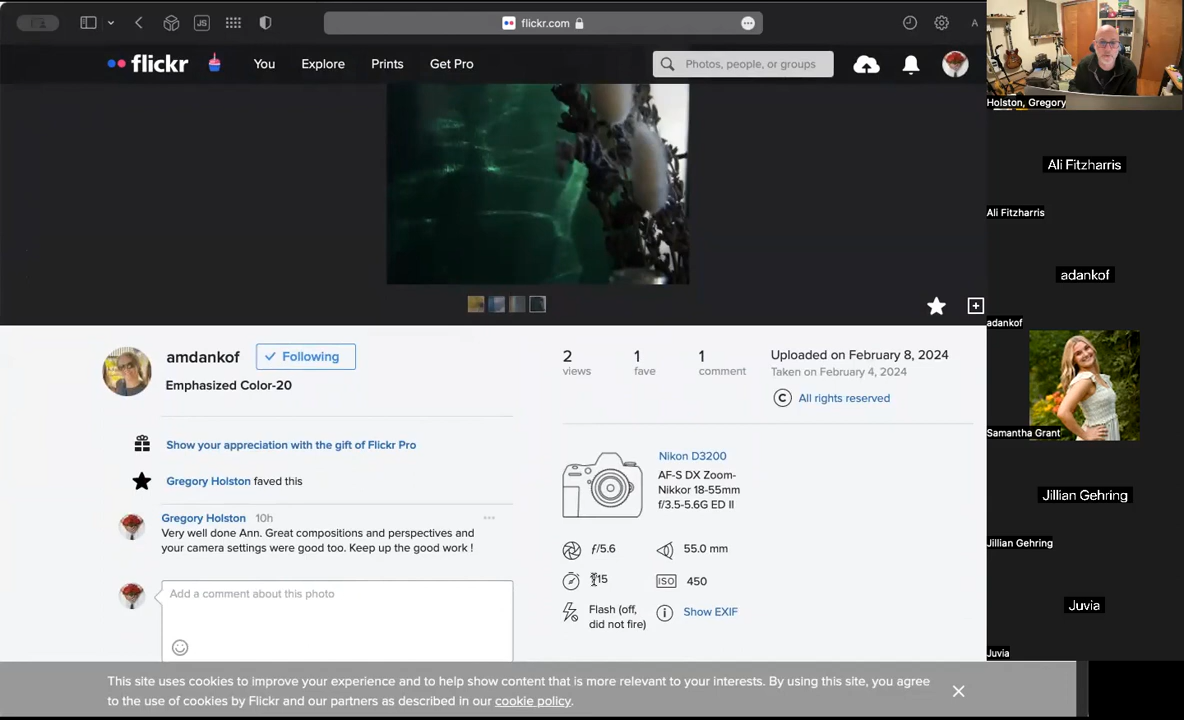 JS
flickr.com
A
flickr
You
Explore
Prints
Get Pro
Photos, people, or groups
Holston, Gregory
Ali Fitzharris
Ali Fitzharris
adankof
adankof
Samantha Grant
Jillian Gehring
Jillian Gehring
Juvia
Juvia
amdankof
Following
Emphasized Color-20
Show your appreciation with the gift of Flickr Pro
Gregory Holston faved this
Gregory Holston 10h
Very well done Ann. Great compositions and perspectives and
your camera settings were good too. Keep up the good work !
Add a comment about this photo
2
views
1
fave
1
comment
Uploaded on February 8, 2024
Taken on February 4, 2024
C All rights reserved
Nikon D3200
AF-S DX Zoom-
Nikkor 18-55mm
f/3.5-5.6G ED II
ƒ/5.6
55.0 mm
ISO 450
Flash (off,
did not fire)
Show EXIF
This site uses cookies to improve your experience and to help show content that is more relevant to your interests. By using this site, you agree
to the use of cookies by Flickr and our partners as described in our cookie policy.